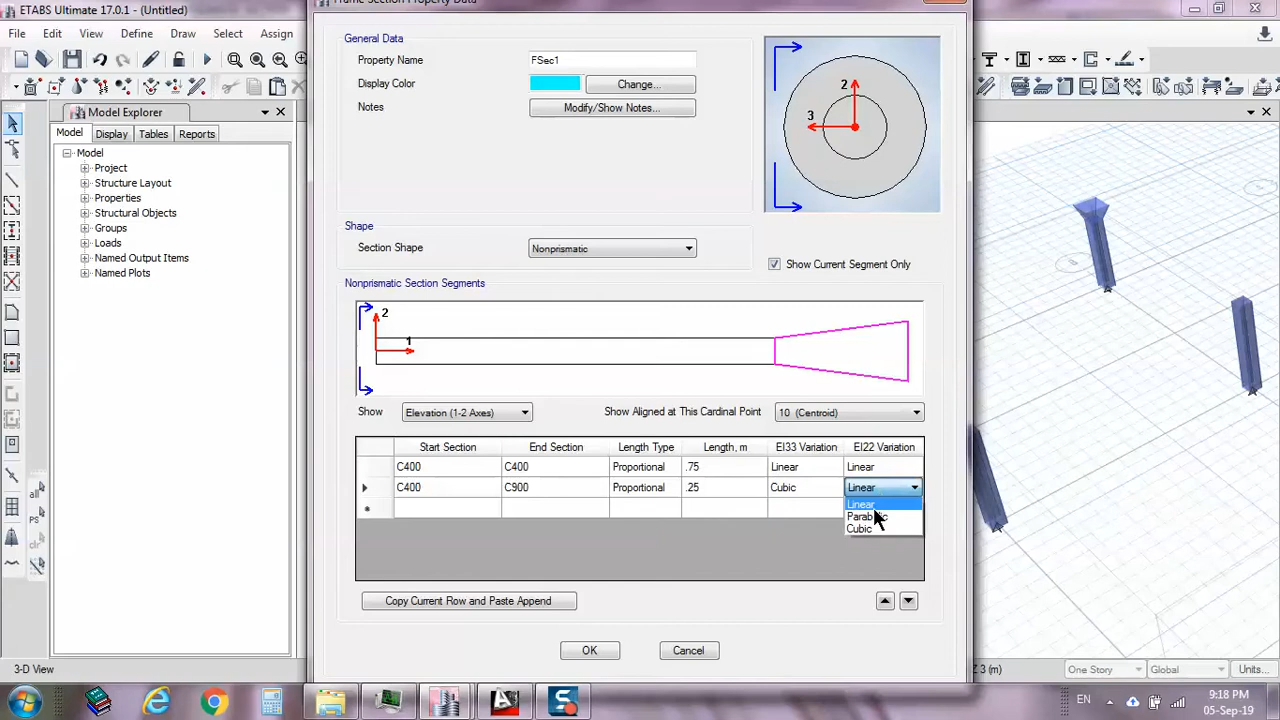 ETABS Ultimate 17.0.1 - (Untitled)
Frame Section Property Data
File Edit View Define Draw Select Assign
General Data
Property Name FSec1
Display Color Change...
Notes Modify/Show Notes...
2
3
Model Explorer
Model Display Tables Reports
Model
Project
Structure Layout
Properties
Structural Objects
Groups
Loads
Named Output Items
Named Plots
Shape
Section Shape Nonprismatic
Show Current Segment Only
Nonprismatic Section Segments
2
1
Show Elevation (1-2 Axes) Show Aligned at This Cardinal Point 10 (Centroid)
Start Section End Section Length Type Length, m EI33 Variation EI22 Variation
C400 C400 Proportional .75 Linear Linear
C400 C900 Proportional .25 Cubic Linear
Linear
Parabolic
Cubic
all
PS
clr
Copy Current Row and Paste Append
OK Cancel
3-D View
Z 3 (m) One Story Global Units...
EN
9:18 PM
05-Sep-19